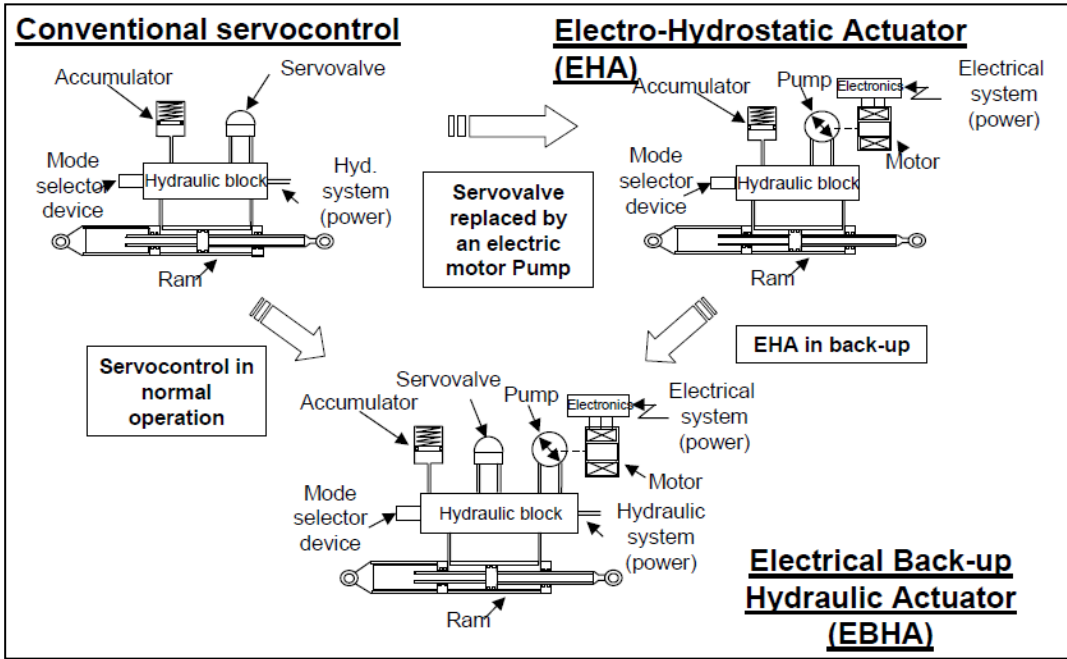 Conventional servocontrol
Accumulator
Servovalve
Mode
selector
device
Hydraulic block
Hyd.
system
(power)
Ram
Servovalve
replaced by
an electric
motor Pump
Electro-Hydrostatic Actuator
(EHA)
Accumulator
Pump
Electronics
Electrical
system
(power)
Motor
Mode
selector
device
Hydraulic block
Ram
Servocontrol in
normal
operation
EHA in back-up
Accumulator
Servovalve
Pump
Electronics
Electrical
system
(power)
Motor
Mode
selector
device
Hydraulic block
Hydraulic
system
(power)
Ram
Electrical Back-up
Hydraulic Actuator
(EBHA)